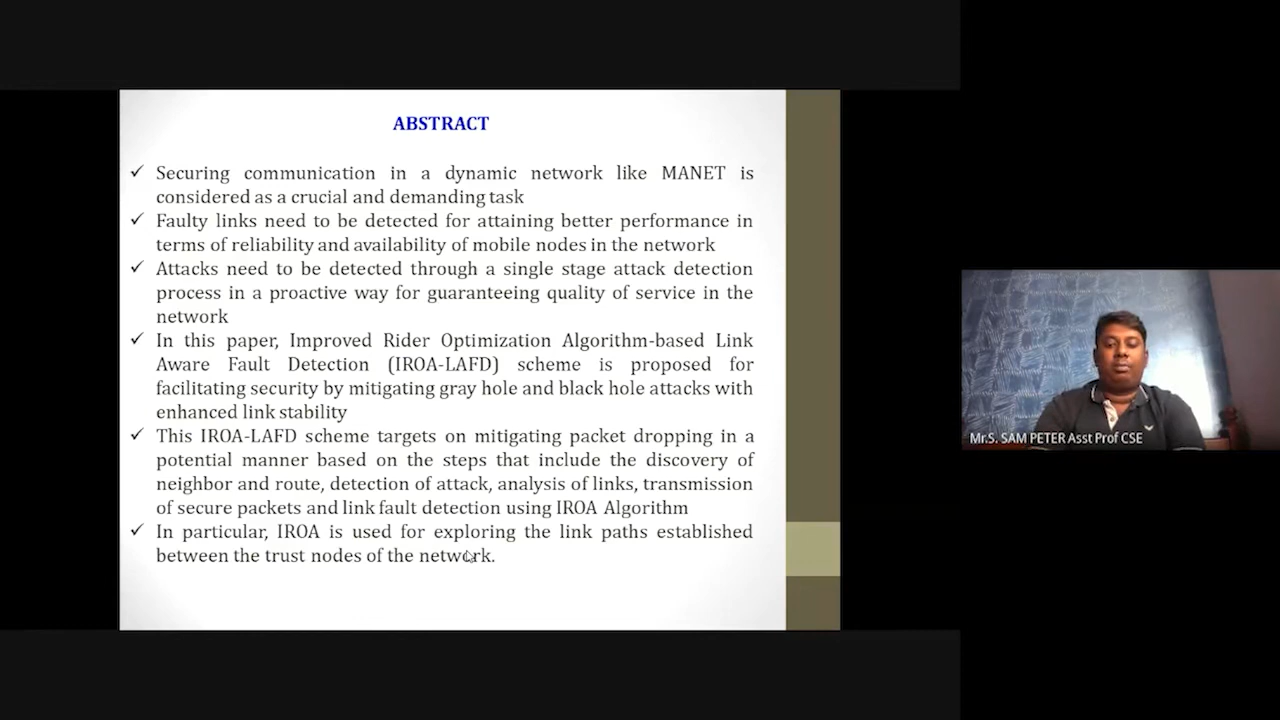 ABSTRACT
✓ Securing communication in a dynamic network like MANET is
considered as a crucial and demanding task
✓ Faulty links need to be detected for attaining better performance in
terms of reliability and availability of mobile nodes in the network
✓ Attacks need to be detected through a single stage attack detection
process in a proactive way for guaranteeing quality of service in the
network
✓ In this paper, Improved Rider Optimization Algorithm-based Link
Aware Fault Detection (IROA-LAFD) scheme is proposed for
facilitating security by mitigating gray hole and black hole attacks with
enhanced link stability
✓ This IROA-LAFD scheme targets on mitigating packet dropping in a
potential manner based on the steps that include the discovery of
neighbor and route, detection of attack, analysis of links, transmission
of secure packets and link fault detection using IROA Algorithm
✓ In particular, IROA is used for exploring the link paths established
between the trust nodes of the network.
Mr.S. SAM PETER Asst Prof CSE